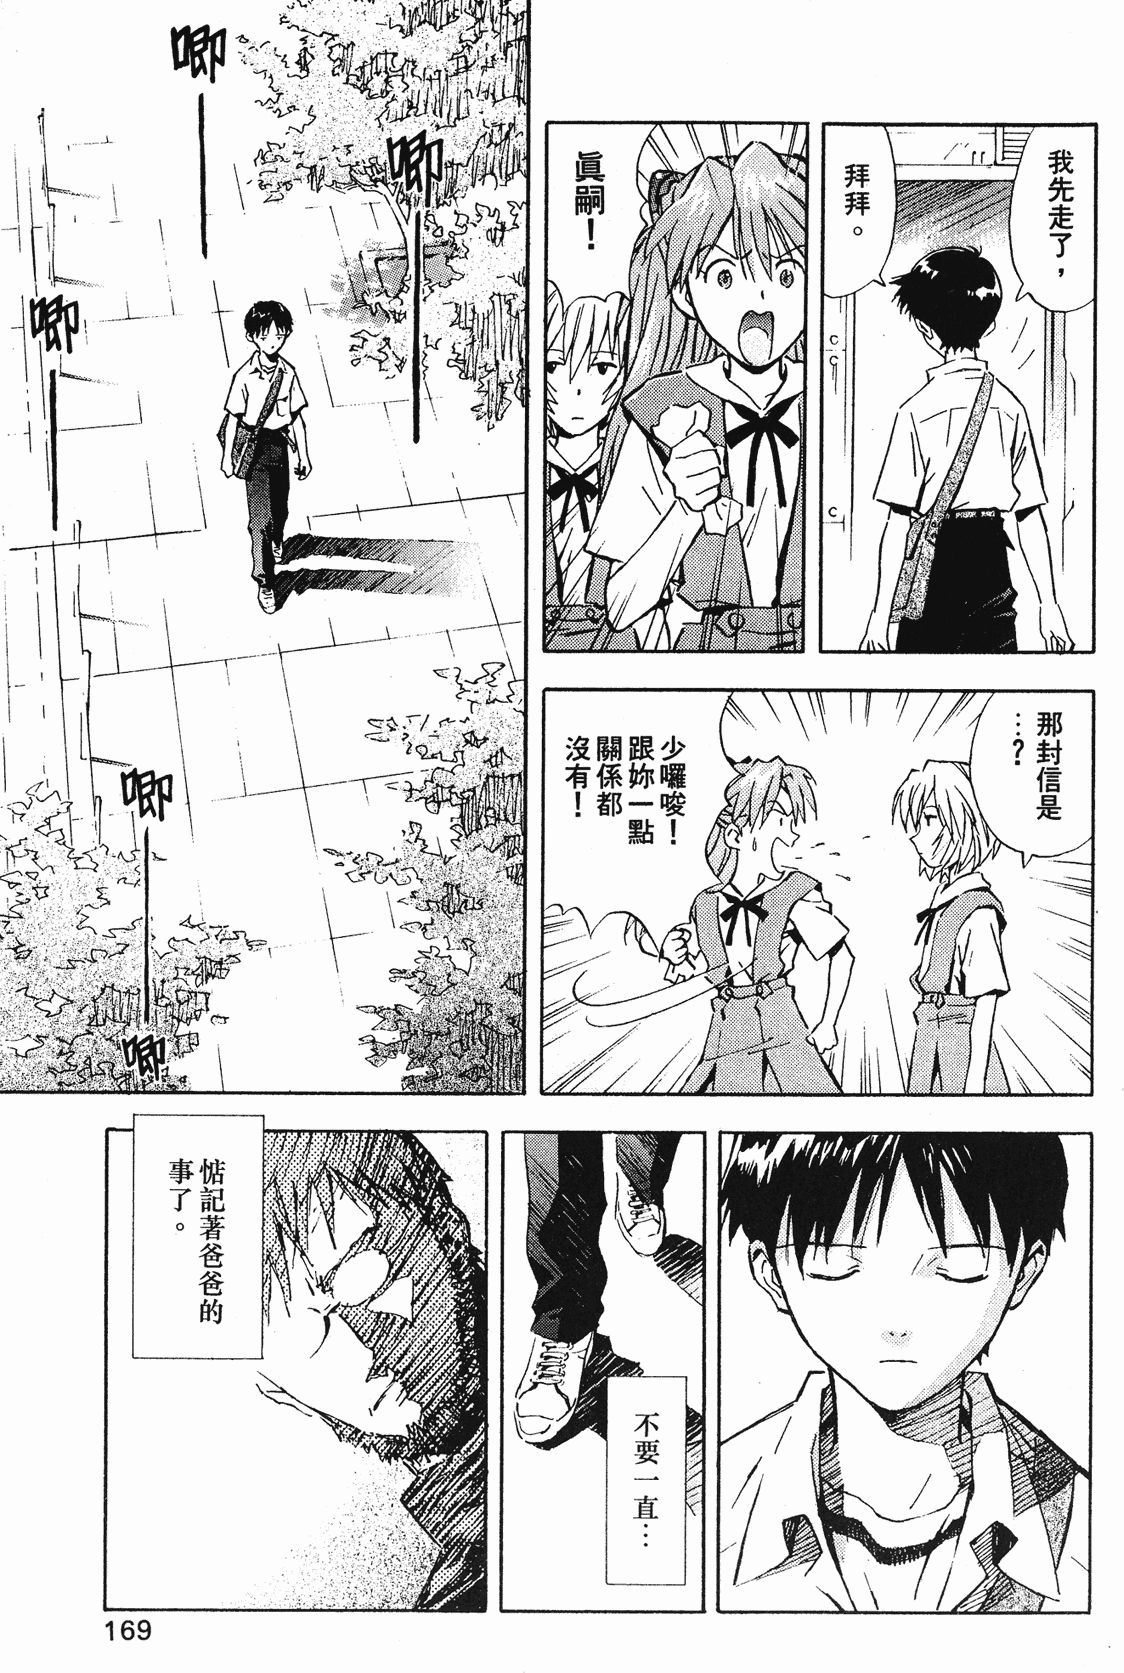 我先走了，
拜拜。
眞嗣！
那封信是
…？
少囉唆！
跟妳一點
關係都
沒有！
唧
唧
唧
唧
唧
不要一直…
惦記著爸爸的
事了。
169